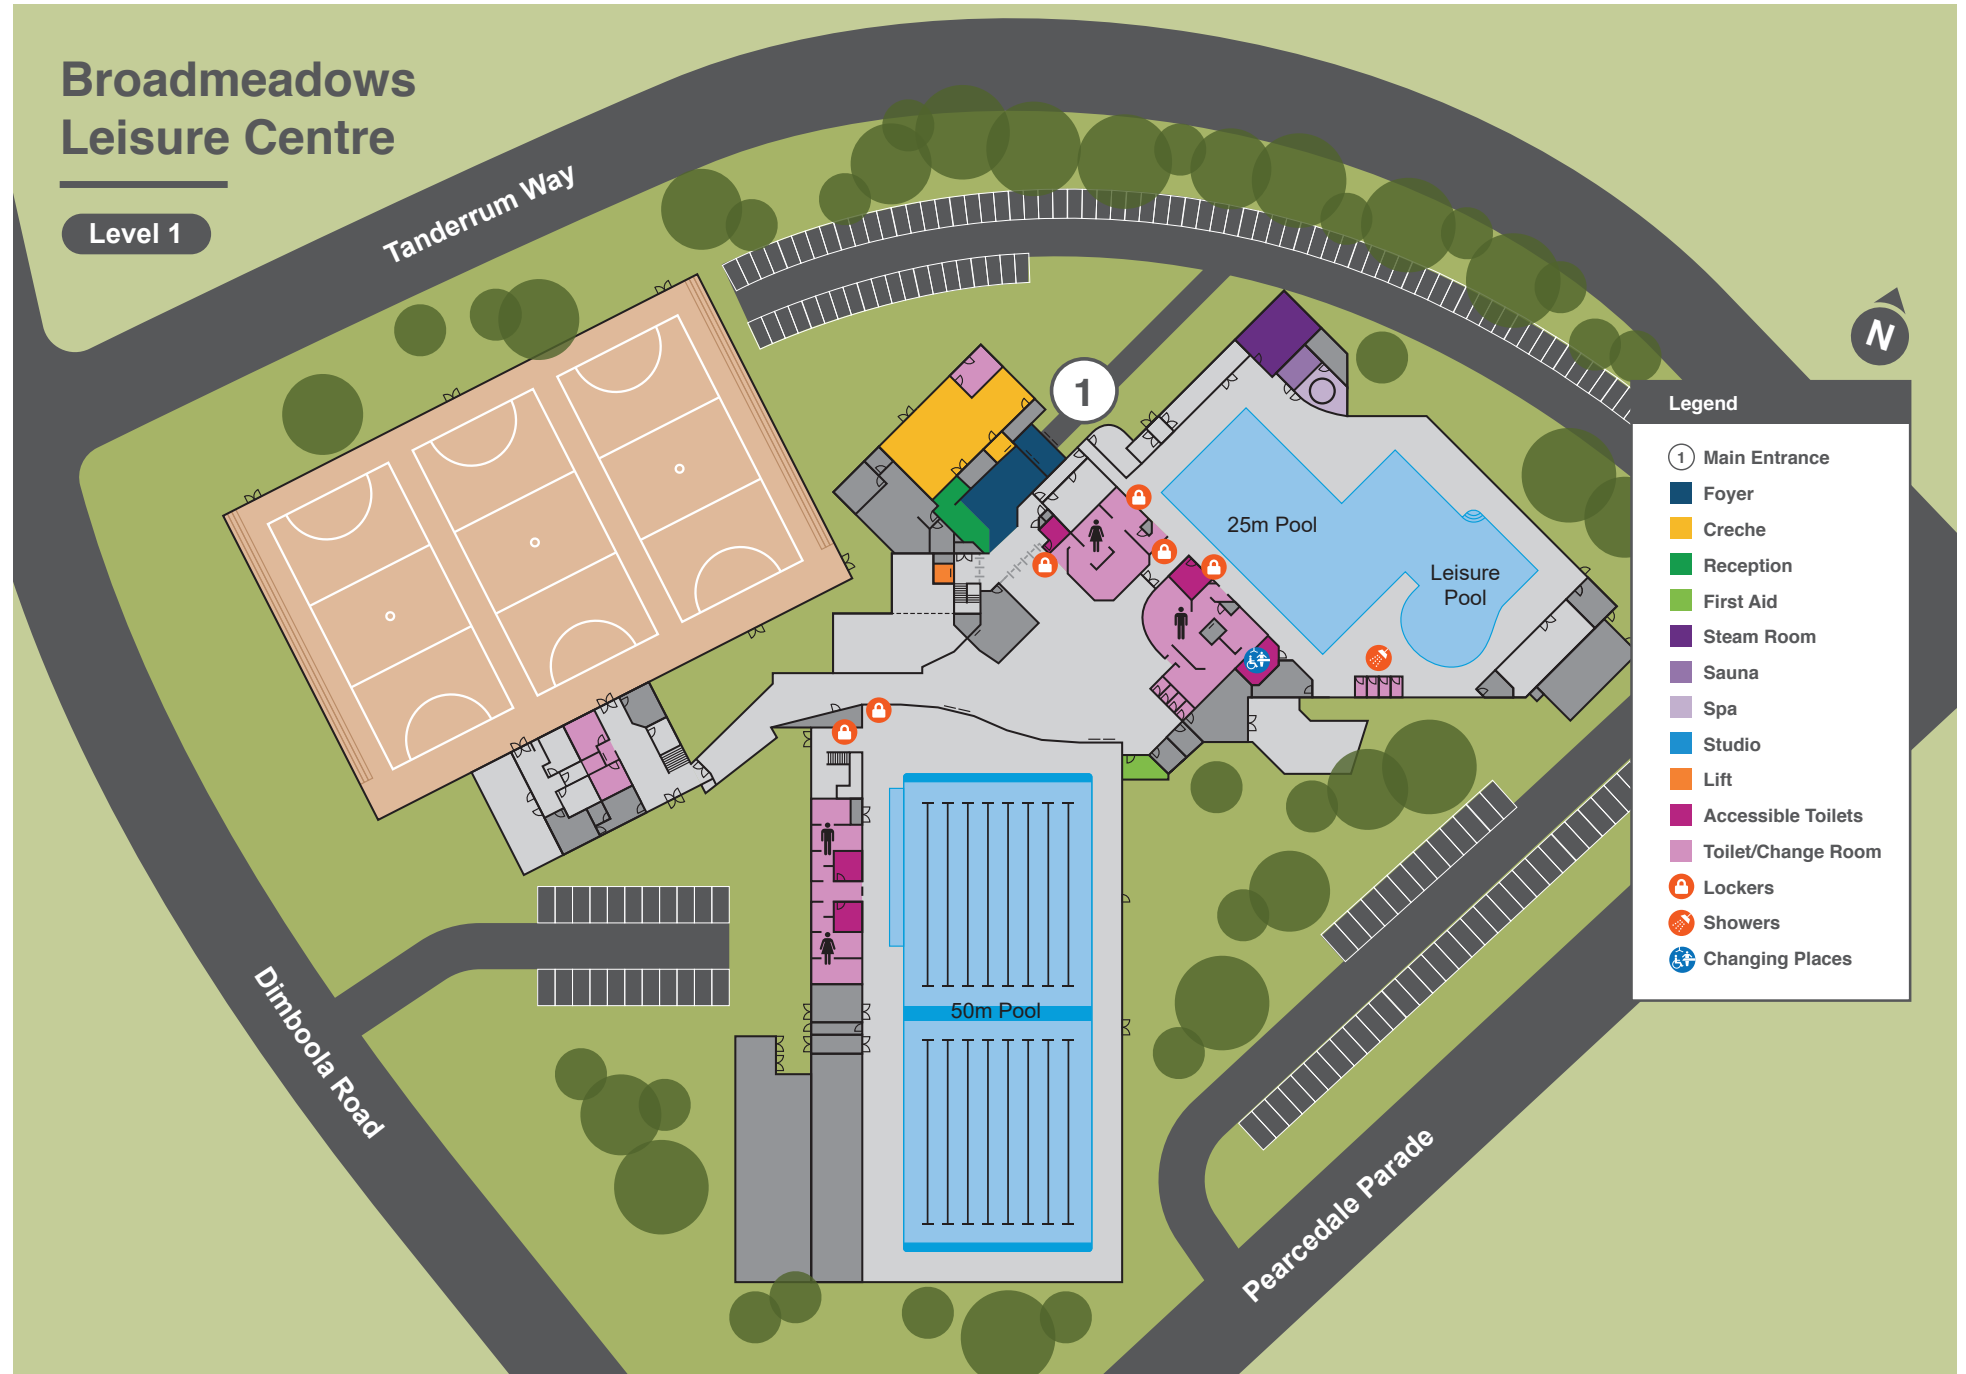 Broadmeadows
Leisure Centre
Level 1
Tanderrum Way
N
1
Legend
1 Main Entrance
Foyer
Creche
Reception
First Aid
Steam Room
Sauna
Spa
Studio
Lift
Accessible Toilets
Toilet/Change Room
Lockers
Showers
Changing Places
25m Pool
Leisure
Pool
50m Pool
Dimboola Road
Pearcedale Parade